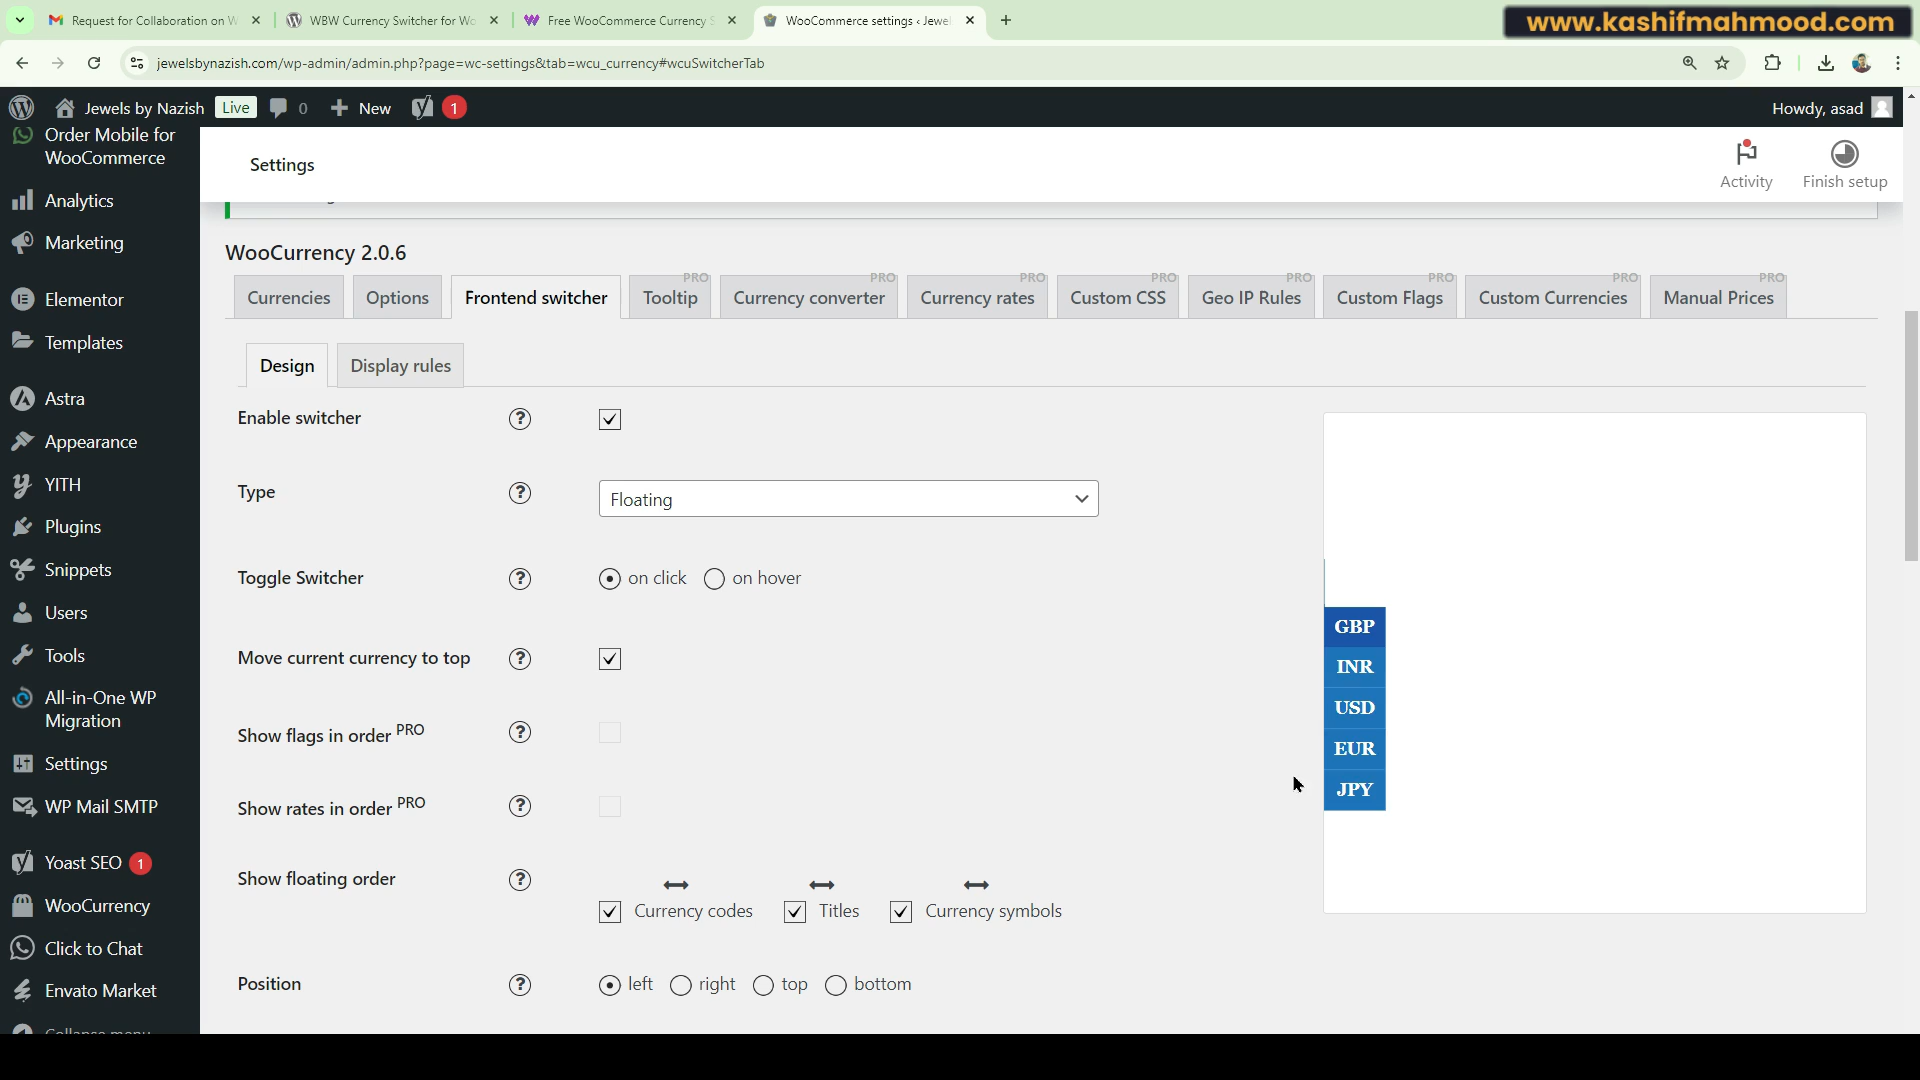 Request for Collaboration on W
WBW Currency Switcher for Wo
Free WooCommerce Currency S
WooCommerce settings ‹ Jewel
www.kashifmahmood.com
jewelsbynazish.com/wp-admin/admin.php?page=wc-settings&tab=wcu_currency#wcuSwitcherTab
Jewels by Nazish Live 0 New 1
Howdy, asad
Order Mobile for
WooCommerce
Analytics
Marketing
Elementor
Templates
Astra
Appearance
YITH
Plugins
Snippets
Users
Tools
All-in-One WP
Migration
Settings
WP Mail SMTP
Yoast SEO 1
WooCurrency
Click to Chat
Envato Market
Collapse menu
Settings
Activity
Finish setup
WooCurrency 2.0.6
Currencies
Options
Frontend switcher
Tooltip PRO
Currency converter PRO
Currency rates PRO
Custom CSS PRO
Geo IP Rules PRO
Custom Flags PRO
Custom Currencies PRO
Manual Prices PRO
Design
Display rules
Enable switcher ?
Type ? Floating
Toggle Switcher ? on click on hover
Move current currency to top ?
Show flags in order PRO ?
Show rates in order PRO ?
Show floating order ? Currency codes Titles Currency symbols
Position ? left right top bottom
GBP
INR
USD
EUR
JPY